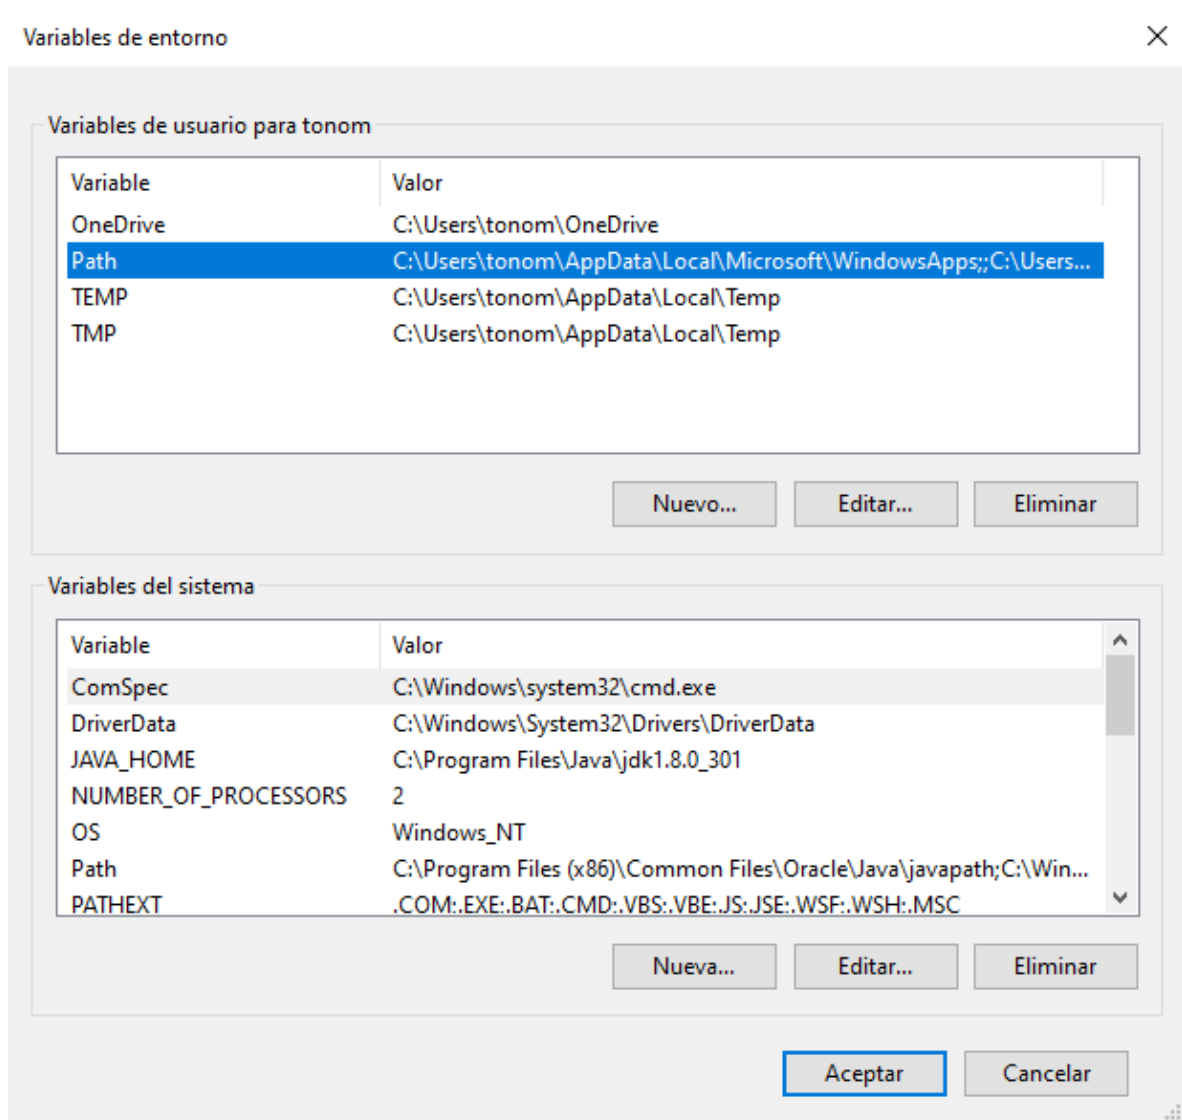 Variables de entorno
Variables de usuario para tonom
Variable Valor
OneDrive C:\Users\tonom\OneDrive
Path C:\Users\tonom\AppData\Local\Microsoft\WindowsApps;;C:\Users...
TEMP C:\Users\tonom\AppData\Local\Temp
TMP C:\Users\tonom\AppData\Local\Temp
Nuevo... Editar... Eliminar
Variables del sistema
Variable Valor
ComSpec C:\Windows\system32\cmd.exe
DriverData C:\Windows\System32\Drivers\DriverData
JAVA_HOME C:\Program Files\Java\jdk1.8.0_301
NUMBER_OF_PROCESSORS 2
OS Windows_NT
Path C:\Program Files (x86)\Common Files\Oracle\Java\javapath;C:\Win...
PATHEXT .COM;.EXE;.BAT;.CMD;.VBS;.VBE;.JS;.JSE;.WSF;.WSH;.MSC
Nueva... Editar... Eliminar
Aceptar Cancelar